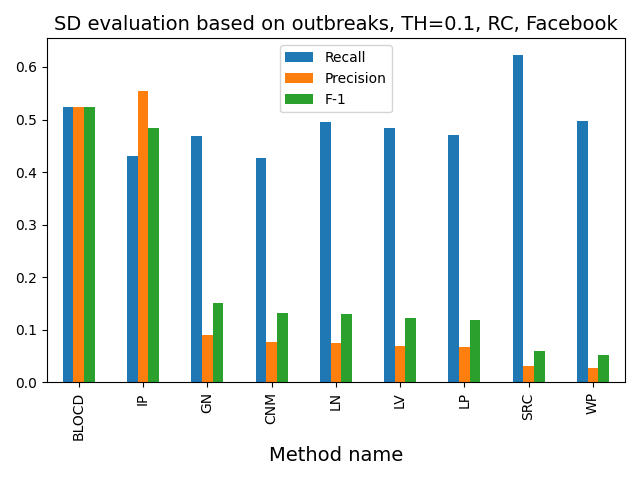 SD evaluation based on outbreaks, TH=0.1, RC, Facebook
Recall
Precision
F-1
0.6
0.5
0.4
0.3
0.2
0.1
0.0
BLOCD
IP
GN
CNM
LN
LV
LP
SRC
WP
Method name